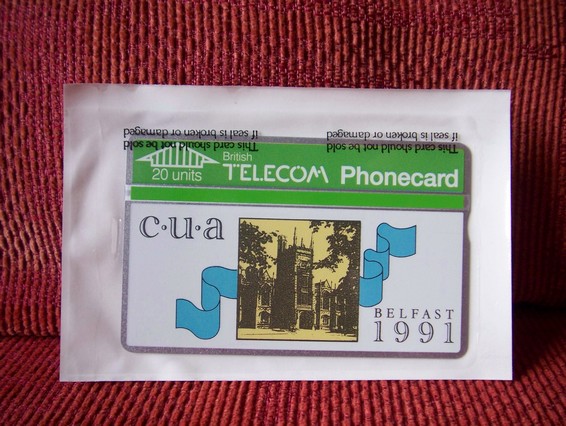 This card should not be sold
if seal is broken or damaged
This card should not be sold
if seal is broken or damaged
20 units
British
TELECOM Phonecard
c·u·a
BELFAST
1991